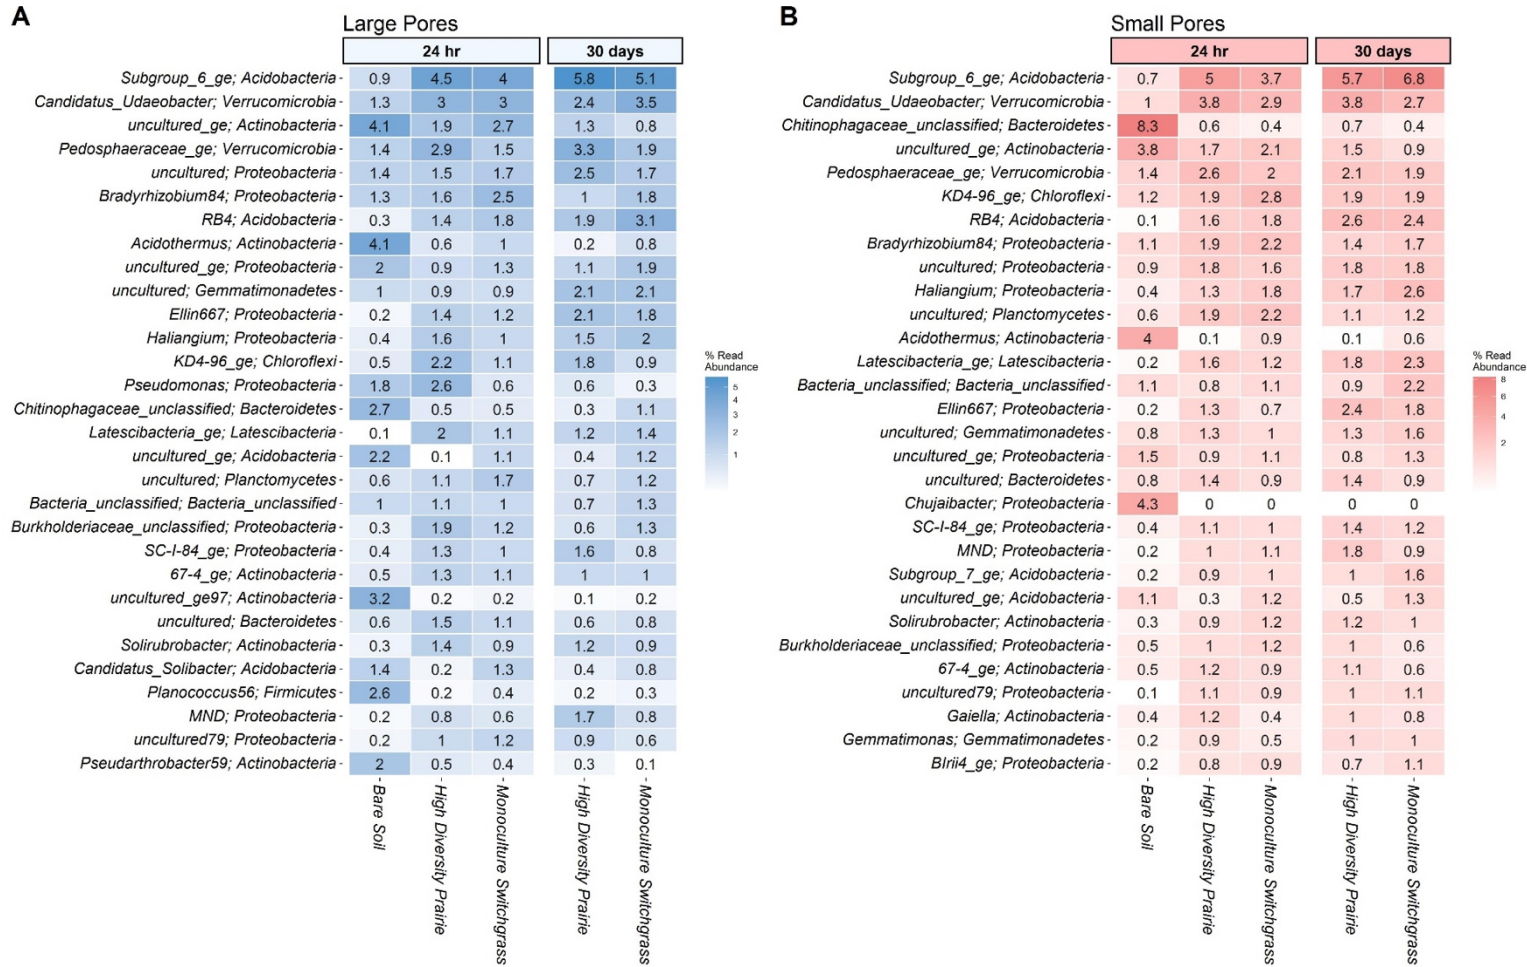 A
Large Pores
24 hr 30 days
Subgroup_6_ge; Acidobacteria 0.9 4.5 4 5.8 5.1
Candidatus_Udaeobacter; Verrucomicrobia 1.3 3 3 2.4 3.5
uncultured_ge; Actinobacteria 4.1 1.9 2.7 1.3 0.8
Pedosphaeraceae_ge; Verrucomicrobia 1.4 2.9 1.5 3.3 1.9
uncultured; Proteobacteria 1.4 1.5 1.7 2.5 1.7
Bradyrhizobium84; Proteobacteria 1.3 1.6 2.5 1 1.8
RB4; Acidobacteria 0.3 1.4 1.8 1.9 3.1
Acidothermus; Actinobacteria 4.1 0.6 1 0.2 0.8
uncultured_ge; Proteobacteria 2 0.9 1.3 1.1 1.9
uncultured; Gemmatimonadetes 1 0.9 0.9 2.1 2.1
Ellin667; Proteobacteria 0.2 1.4 1.2 2.1 1.8
Haliangium; Proteobacteria 0.4 1.6 1 1.5 2
KD4-96_ge; Chloroflexi 0.5 2.2 1.1 1.8 0.9
Pseudomonas; Proteobacteria 1.8 2.6 0.6 0.6 0.3
Chitinophagaceae_unclassified; Bacteroidetes 2.7 0.5 0.5 0.3 1.1
Latescibacteria_ge; Latescibacteria 0.1 2 1.1 1.2 1.4
uncultured_ge; Acidobacteria 2.2 0.1 1.1 0.4 1.2
uncultured; Planctomycetes 0.6 1.1 1.7 0.7 1.2
Bacteria_unclassified; Bacteria_unclassified 1 1.1 1 0.7 1.3
Burkholderiaceae_unclassified; Proteobacteria 0.3 1.9 1.2 0.6 1.3
SC-I-84_ge; Proteobacteria 0.4 1.3 1 1.6 0.8
67-4_ge; Actinobacteria 0.5 1.3 1.1 1 1
uncultured_ge97; Actinobacteria 3.2 0.2 0.2 0.1 0.2
uncultured; Bacteroidetes 0.6 1.5 1.1 0.6 0.8
Solirubrobacter; Actinobacteria 0.3 1.4 0.9 1.2 0.9
Candidatus_Solibacter; Acidobacteria 1.4 0.2 1.3 0.4 0.8
Planococcus56; Firmicutes 2.6 0.2 0.4 0.2 0.3
MND; Proteobacteria 0.2 0.8 0.6 1.7 0.8
uncultured79; Proteobacteria 0.2 1 1.2 0.9 0.6
Pseudarthrobacter59; Actinobacteria 2 0.5 0.4 0.3 0.1
Bare Soil
High Diversity Prairie
Monoculture Switchgrass
High Diversity Prairie
Monoculture Switchgrass
% Read
Abundance
5
4
3
2
1
B
Small Pores
24 hr 30 days
Subgroup_6_ge; Acidobacteria 0.7 5 3.7 5.7 6.8
Candidatus_Udaeobacter; Verrucomicrobia 1 3.8 2.9 3.8 2.7
Chitinophagaceae_unclassified; Bacteroidetes 8.3 0.6 0.4 0.7 0.4
uncultured_ge; Actinobacteria 3.8 1.7 2.1 1.5 0.9
Pedosphaeraceae_ge; Verrucomicrobia 1.4 2.6 2 2.1 1.9
KD4-96_ge; Chloroflexi 1.2 1.9 2.8 1.9 1.9
RB4; Acidobacteria 0.1 1.6 1.8 2.6 2.4
Bradyrhizobium84; Proteobacteria 1.1 1.9 2.2 1.4 1.7
uncultured; Proteobacteria 0.9 1.8 1.6 1.8 1.8
Haliangium; Proteobacteria 0.4 1.3 1.8 1.7 2.6
uncultured; Planctomycetes 0.6 1.9 2.2 1.1 1.2
Acidothermus; Actinobacteria 4 0.1 0.9 0.1 0.6
Latescibacteria_ge; Latescibacteria 0.2 1.6 1.2 1.8 2.3
Bacteria_unclassified; Bacteria_unclassified 1.1 0.8 1.1 0.9 2.2
Ellin667; Proteobacteria 0.2 1.3 0.7 2.4 1.8
uncultured; Gemmatimonadetes 0.8 1.3 1 1.3 1.6
uncultured_ge; Proteobacteria 1.5 0.9 1.1 0.8 1.3
uncultured; Bacteroidetes 0.8 1.4 0.9 1.4 0.9
Chujaibacter; Proteobacteria 4.3 0 0 0 0
SC-I-84_ge; Proteobacteria 0.4 1.1 1 1.4 1.2
MND; Proteobacteria 0.2 1 1.1 1.8 0.9
Subgroup_7_ge; Acidobacteria 0.2 0.9 1 1 1.6
uncultured_ge; Acidobacteria 1.1 0.3 1.2 0.5 1.3
Solirubrobacter; Actinobacteria 0.3 0.9 1.2 1.2 1
Burkholderiaceae_unclassified; Proteobacteria 0.5 1 1.2 1 0.6
67-4_ge; Actinobacteria 0.5 1.2 0.9 1.1 0.6
uncultured79; Proteobacteria 0.1 1.1 0.9 1 1.1
Gaiella; Actinobacteria 0.4 1.2 0.4 1 0.8
Gemmatimonas; Gemmatimonadetes 0.2 0.9 0.5 1 1
BIrii4_ge; Proteobacteria 0.2 0.8 0.9 0.7 1.1
Bare Soil
High Diversity Prairie
Monoculture Switchgrass
High Diversity Prairie
Monoculture Switchgrass
% Read
Abundance
8
6
4
2